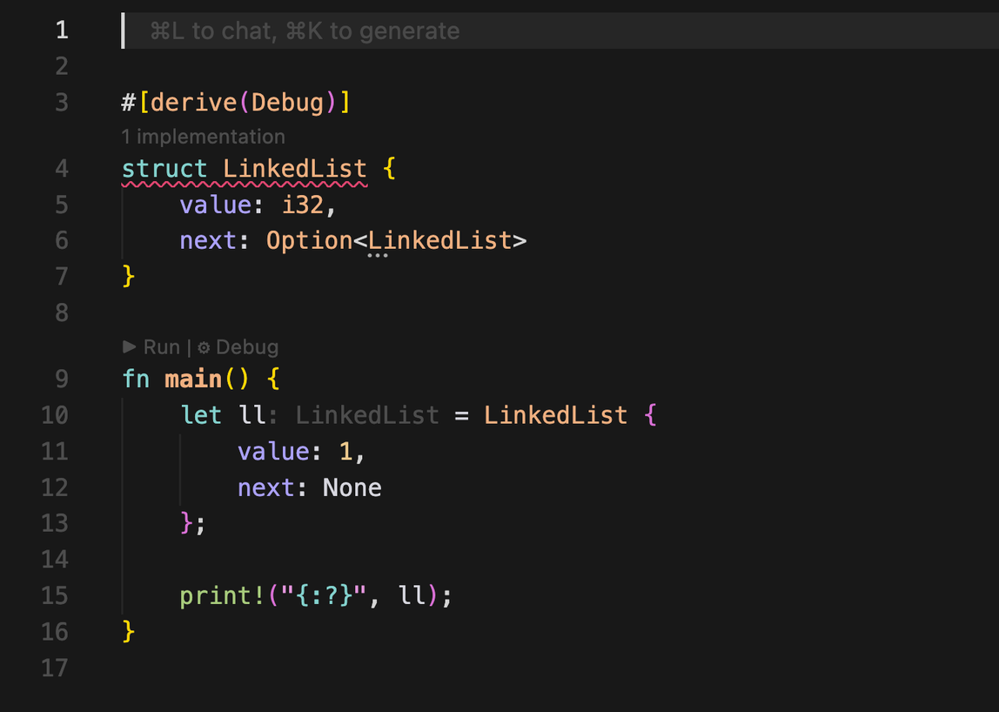 1 ⌘L to chat, ⌘K to generate
2
3 #[derive(Debug)]
1 implementation
4 struct LinkedList {
5     value: i32,
6     next: Option<LinkedList>
7 }
8
▶ Run | ⚙ Debug
9 fn main() {
10     let ll: LinkedList = LinkedList {
11         value: 1,
12         next: None
13     };
14
15     print!("{:?}", ll);
16 }
17